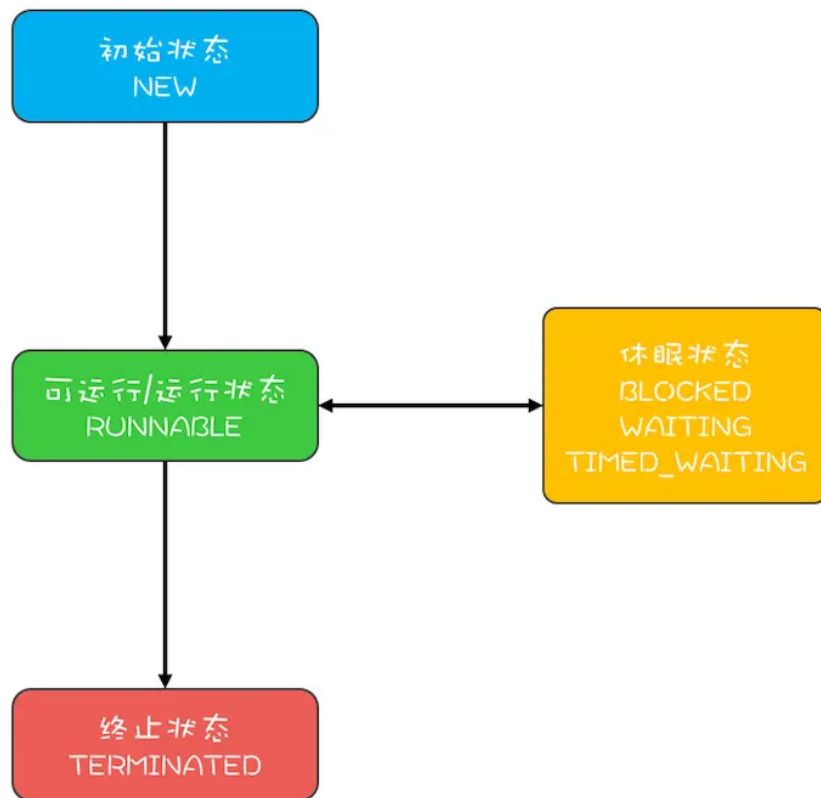 初始状态
NEW
可运行/运行状态
RUNNABLE
休眠状态
BLOCKED
WAITING
TIMED_WAITING
终止状态
TERMINATED